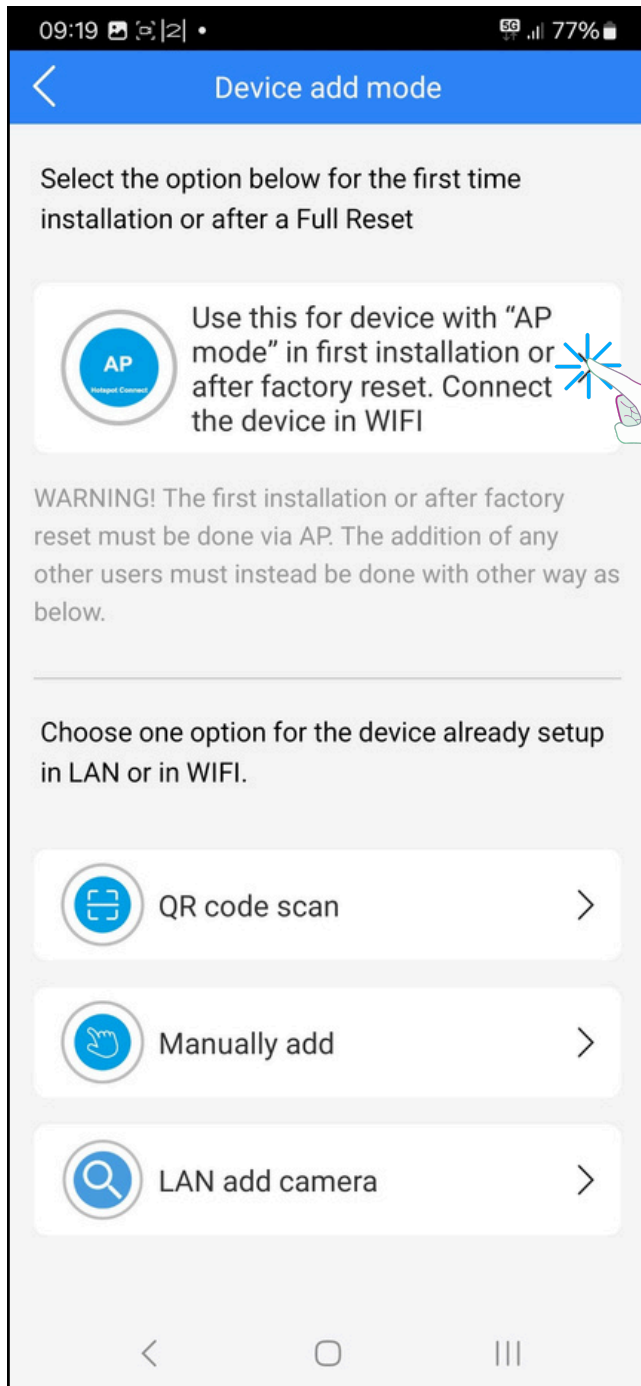 09:19 |2| • 5G 77%
Device add mode
Select the option below for the first time
installation or after a Full Reset
AP
Hotspot Connect
Use this for device with “AP
mode” in first installation or
after factory reset. Connect
the device in WIFI
WARNING! The first installation or after factory
reset must be done via AP. The addition of any
other users must instead be done with other way as
below.
Choose one option for the device already setup
in LAN or in WIFI.
QR code scan
Manually add
LAN add camera